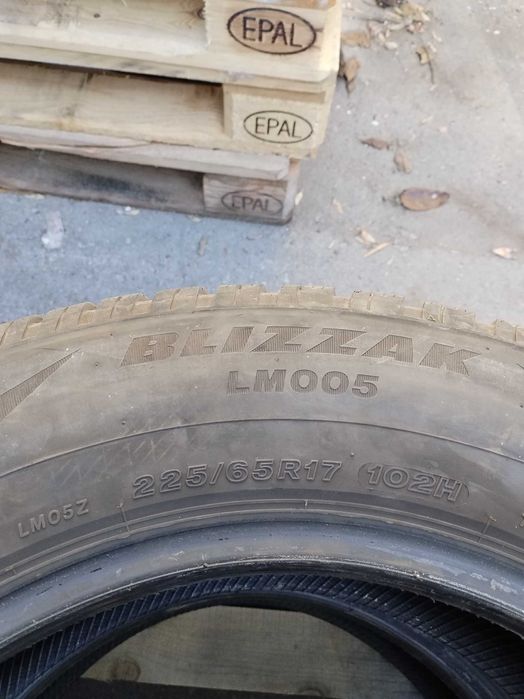 EPAL
EPAL
EPAL
BLIZZAK
LM005
225/65R17 102H
LM05Z